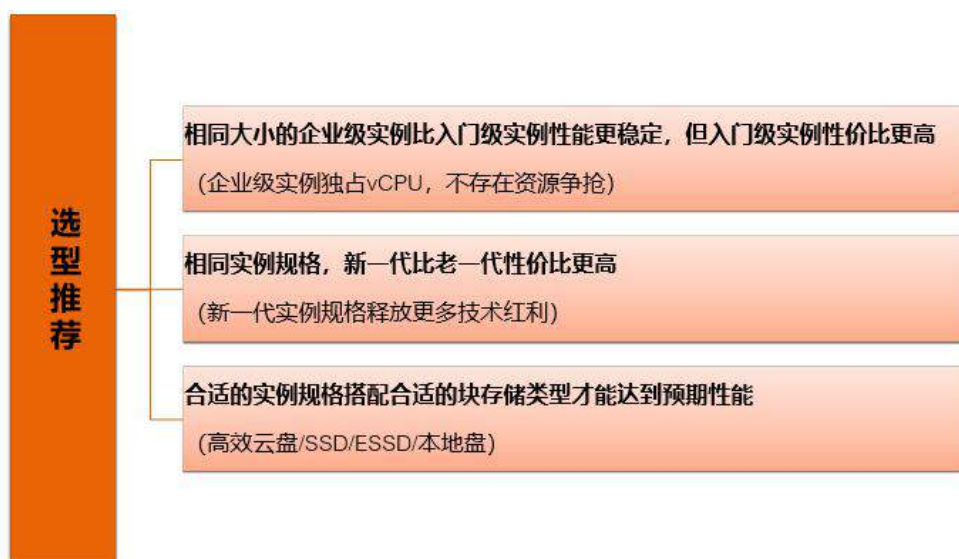 选型推荐
相同大小的企业级实例比入门级实例性能更稳定，但入门级实例性价比更高
（企业级实例独占vCPU，不存在资源争抢）
相同实例规格，新一代比老一代性价比更高
（新一代实例规格释放更多技术红利）
合适的实例规格搭配合适的块存储类型才能达到预期性能
（高效云盘/SSD/ESSD/本地盘）